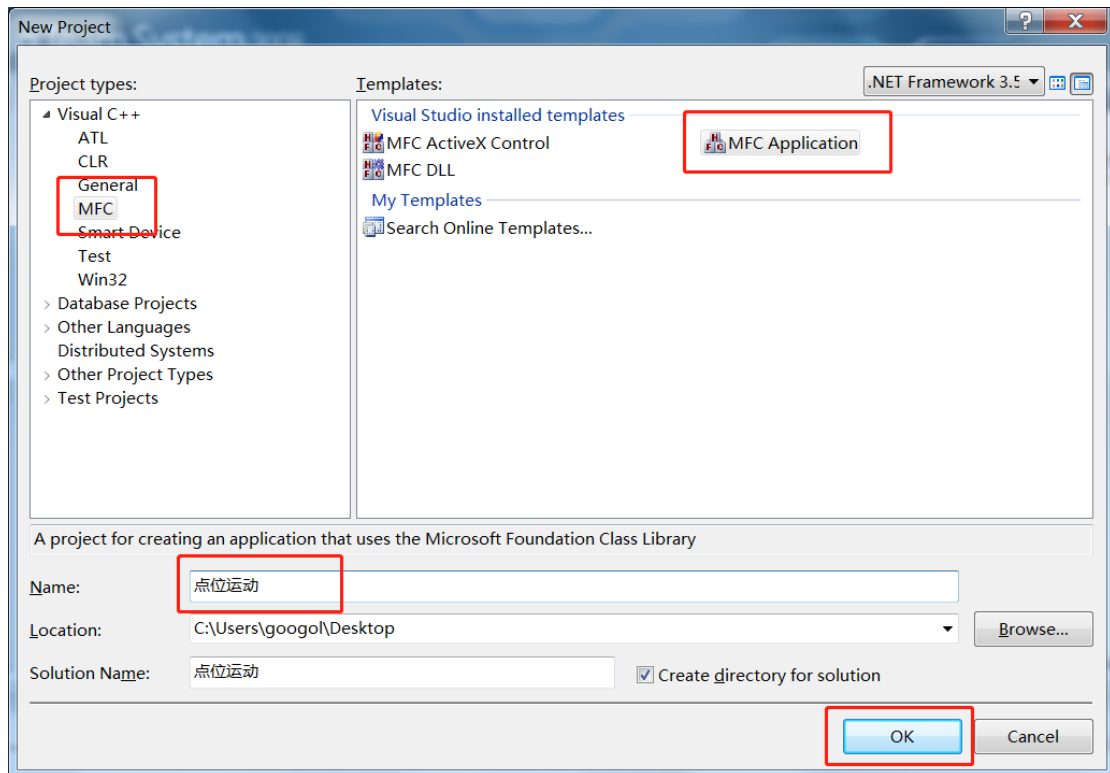 New Project
Project types:
Templates:
.NET Framework 3.5
Visual C++
ATL
CLR
General
MFC
Smart Device
Test
Win32
Database Projects
Other Languages
Distributed Systems
Other Project Types
Test Projects
Visual Studio installed templates
MFC ActiveX Control
MFC Application
MFC DLL
My Templates
Search Online Templates...
A project for creating an application that uses the Microsoft Foundation Class Library
Name:
点位运动
Location:
C:\Users\googol\Desktop
Browse...
Solution Name:
点位运动
Create directory for solution
OK
Cancel